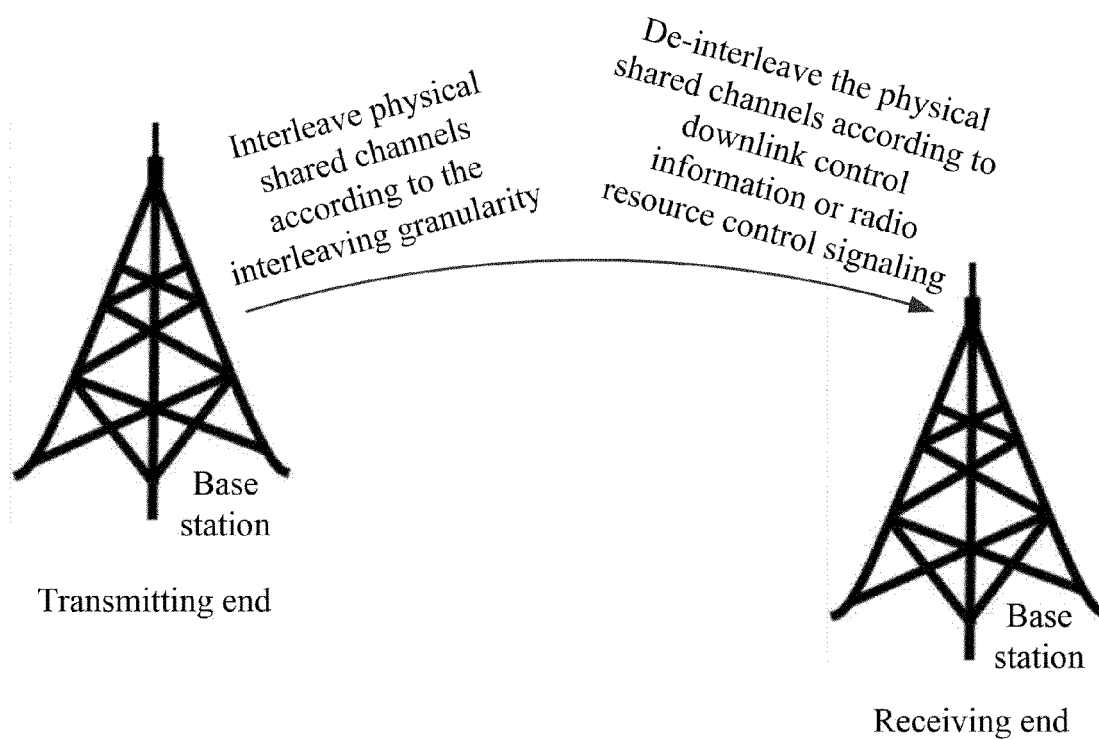 Interleave physical
shared channels
according to the
interleaving granularity
De-interleave the physical
shared channels according to
downlink control
information or radio
resource control signaling
Base
station
Transmitting end
Base
station
Receiving end